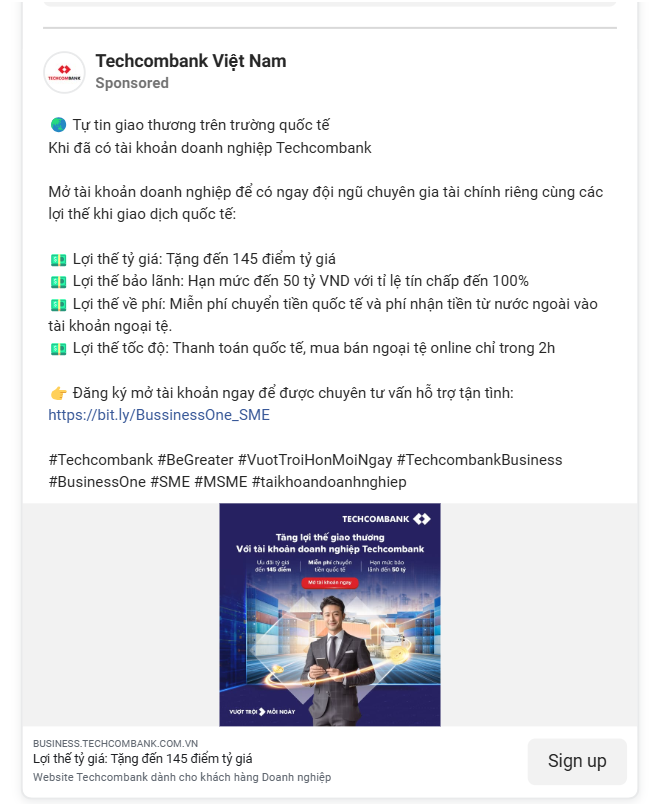 Techcombank Việt Nam
TECHCOMBANK
Sponsored
🌏 Tự tin giao thương trên trường quốc tế
Khi đã có tài khoản doanh nghiệp Techcombank
Mở tài khoản doanh nghiệp để có ngay đội ngũ chuyên gia tài chính riêng cùng các
lợi thế khi giao dịch quốc tế:
💵 Lợi thế tỷ giá: Tặng đến 145 điểm tỷ giá
💵 Lợi thế bảo lãnh: Hạn mức đến 50 tỷ VND với tỉ lệ tín chấp đến 100%
💵 Lợi thế về phí: Miễn phí chuyển tiền quốc tế và phí nhận tiền từ nước ngoài vào
tài khoản ngoại tệ.
💵 Lợi thế tốc độ: Thanh toán quốc tế, mua bán ngoại tệ online chỉ trong 2h
👉 Đăng ký mở tài khoản ngay để được chuyên tư vấn hỗ trợ tận tình:
https://bit.ly/BussinessOne_SME
#Techcombank #BeGreater #VuotTroiHonMoiNgay #TechcombankBusiness
#BusinessOne #SME #MSME #taikhoandoanhnghiep
TECHCOMBANK
Tăng lợi thế giao thương
Với tài khoản doanh nghiệp Techcombank
Ưu đãi tỷ giá
đến 145 điểm
Miễn phí chuyển
tiền quốc tế
Hạn mức bảo
lãnh đến 50 tỷ
Mở tài khoản ngay
VƯỢT TRỘI MỖI NGAY
BUSINESS.TECHCOMBANK.COM.VN
Lợi thế tỷ giá: Tặng đến 145 điểm tỷ giá
Website Techcombank dành cho khách hàng Doanh nghiệp
Sign up